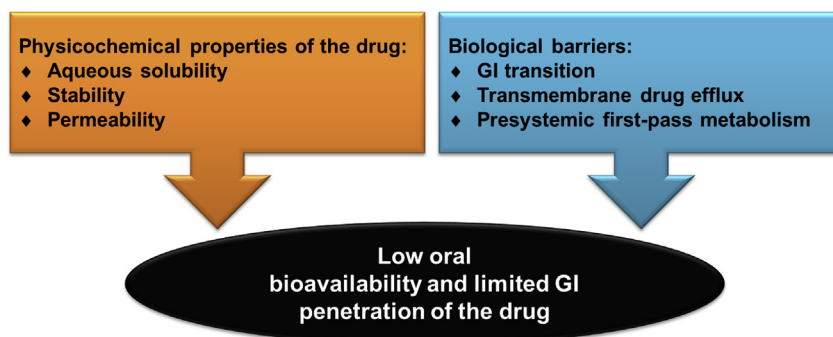 Physicochemical properties of the drug:
♦ Aqueous solubility
♦ Stability
♦ Permeability
Biological barriers:
♦ GI transition
♦ Transmembrane drug efflux
♦ Presystemic first-pass metabolism
Low oral
bioavailability and limited GI
penetration of the drug